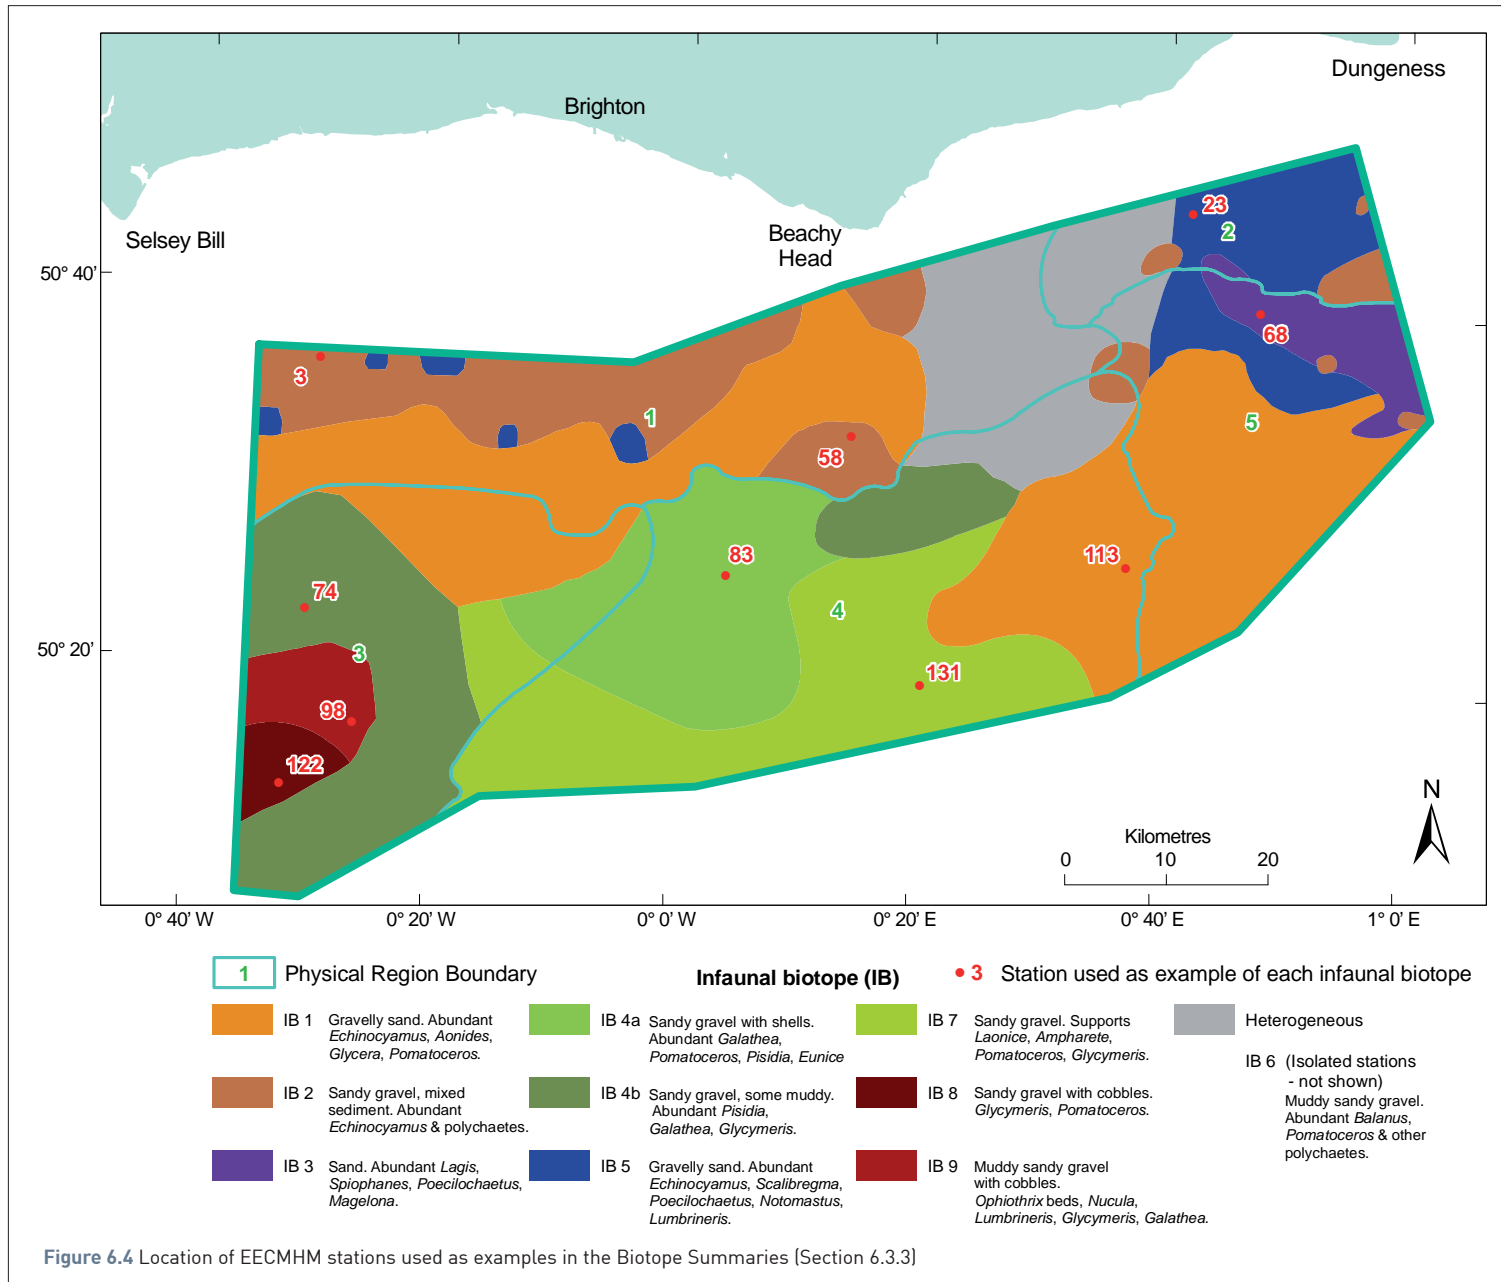 Dungeness
Brighton
Selsey Bill
Beachy
Head
50° 40'
50° 20'
23
2
68
3
1
5
58
83
113
74
4
3
131
98
122
N
Kilometres
0 10 20
0° 40' W 0° 20' W 0° 0' W 0° 20' E 0° 40' E 1° 0' E
1 Physical Region Boundary
Infaunal biotope (IB)
3 Station used as example of each infaunal biotope
IB 1 Gravelly sand. Abundant
Echinocyamus, Aonides,
Glycera, Pomatoceros.
IB 2 Sandy gravel, mixed
sediment. Abundant
Echinocyamus & polychaetes.
IB 3 Sand. Abundant Lagis,
Spiophanes, Poecilochaetus,
Magelona.
IB 4a Sandy gravel with shells.
Abundant Galathea,
Pomatoceros, Pisidia, Eunice
IB 4b Sandy gravel, some muddy.
Abundant Pisidia,
Galathea, Glycymeris.
IB 5 Gravelly sand. Abundant
Echinocyamus, Scalibregma,
Poecilochaetus, Notomastus,
Lumbrineris.
IB 7 Sandy gravel. Supports
Laonice, Ampharete,
Pomatoceros, Glycymeris.
IB 8 Sandy gravel with cobbles.
Glycymeris, Pomatoceros.
IB 9 Muddy sandy gravel
with cobbles.
Ophiothrix beds, Nucula,
Lumbrineris, Glycymeris, Galathea.
Heterogeneous
IB 6 (Isolated stations
- not shown)
Muddy sandy gravel.
Abundant Balanus,
Pomatoceros & other
polychaetes.
Figure 6.4 Location of EECMHM stations used as examples in the Biotope Summaries (Section 6.3.3)